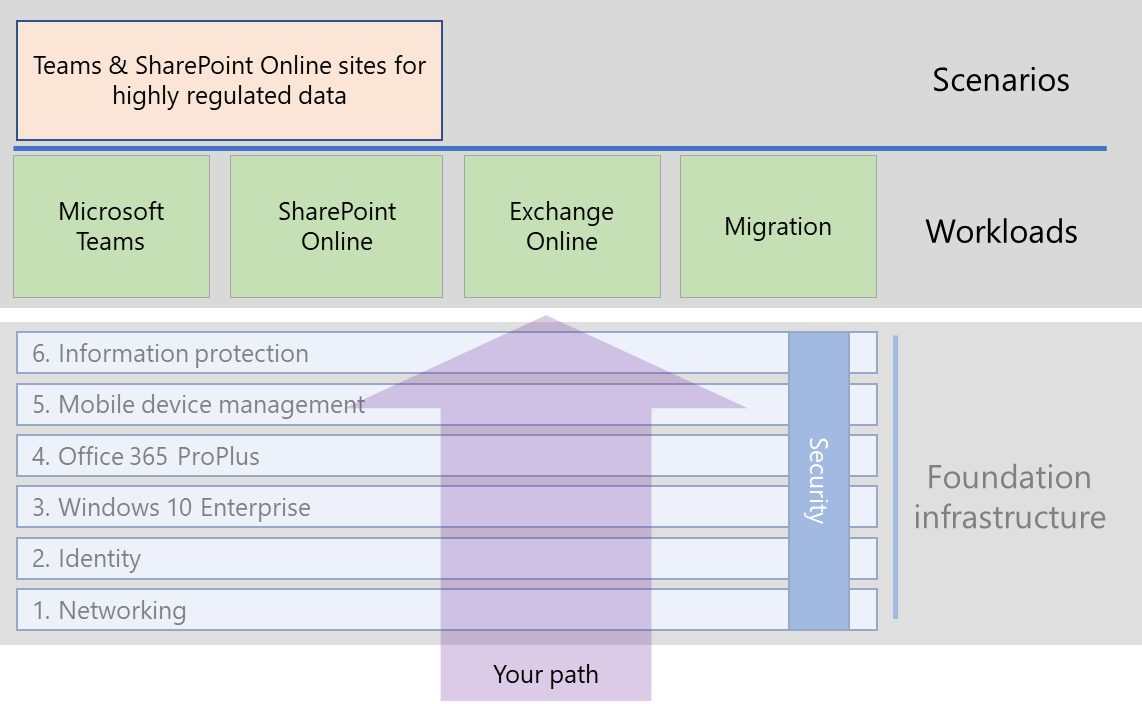 Teams & SharePoint Online sites for
highly regulated data
Scenarios
Microsoft
Teams
SharePoint
Online
Exchange
Online
Migration
Workloads
6. Information protection
5. Mobile device management
4. Office 365 ProPlus
3. Windows 10 Enterprise
2. Identity
1. Networking
Security
Foundation
infrastructure
Your path